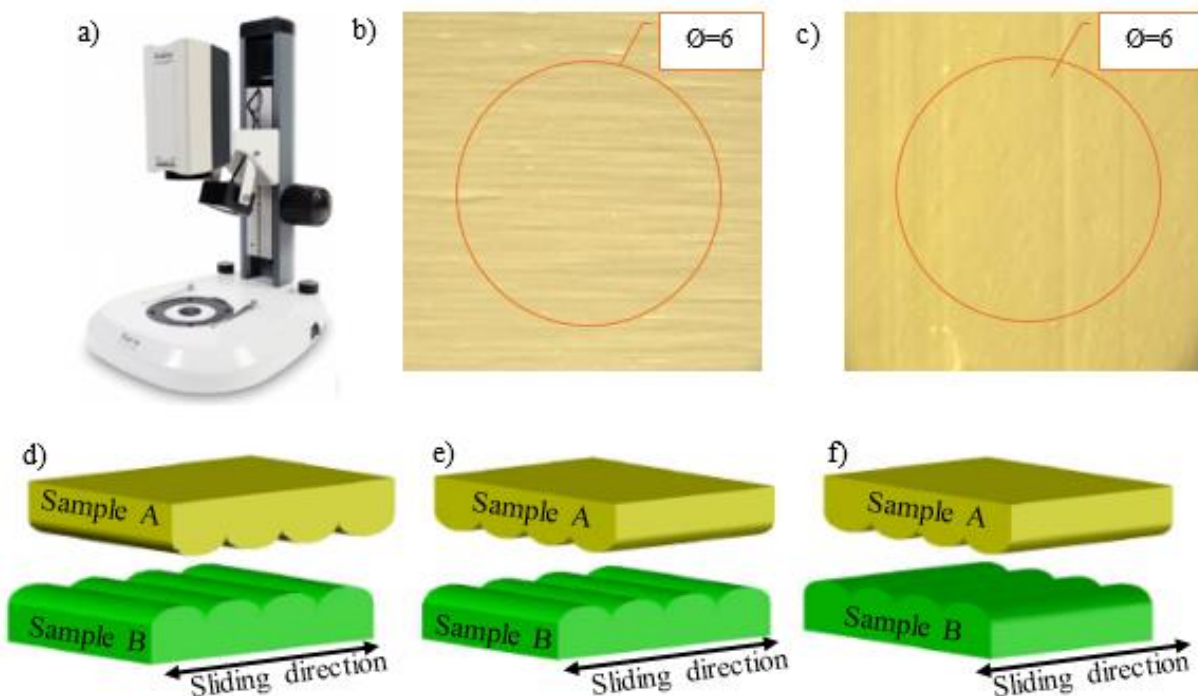 a)
b)
Ø=6
c)
Ø=6
d)
Sample A
Sample B
Sliding direction
e)
Sample A
Sample B
Sliding direction
f)
Sample A
Sample B
Sliding direction